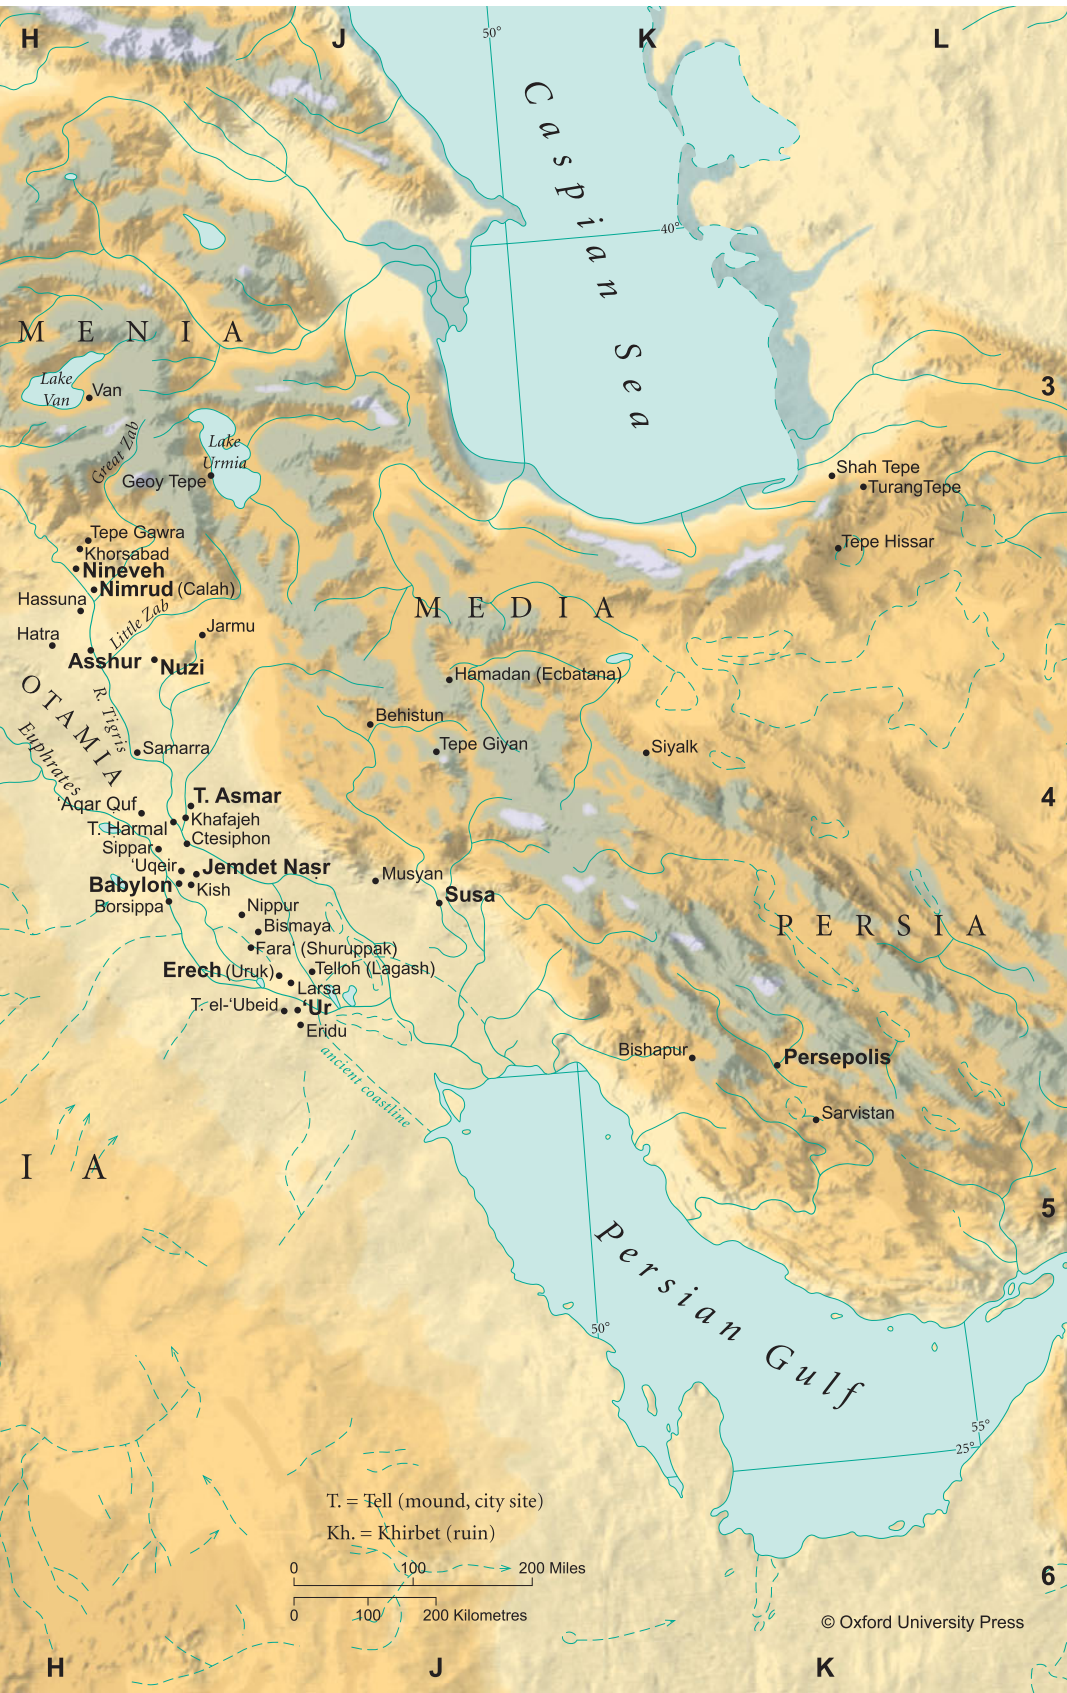 H J K L
50°
Caspian Sea
40°
MENIA
3
Lake
Van
Van
Great Zab
Lake
Urmia
Geoy Tepe
Shah Tepe
TurangTepe
Tepe Hissar
Tepe Gawra
Khorsabad
Nineveh
Nimrud (Calah)
Hassuna
Little Zab
MEDIA
Hatra
Jarmu
Asshur
Nuzi
Hamadan (Ecbatana)
OTAMIA
R. Tigris
Behistun
Euphrates
Samarra
Tepe Giyan
Siyalk
4
T. Asmar
‘Aqar Quf
Khafajeh
T. Harmal
Ctesiphon
Sippar
‘Uqeir
Jemdet Nasr
Musyan
Babylon
Kish
Susa
Borsippa
Nippur
Bismaya
PERSIA
Fara‘ (Shuruppak)
Erech (Uruk)
Telloh (Lagash)
Larsa
T. el-‘Ubeid
‘Ur
Eridu
ancient coastline
Bishapur
Persepolis
Sarvistan
IA
5
Persian Gulf
50°
55°
25°
T. = Tell (mound, city site)
Kh. = Khirbet (ruin)
0 100 200 Miles
0 100 200 Kilometres
6
© Oxford University Press
H J K